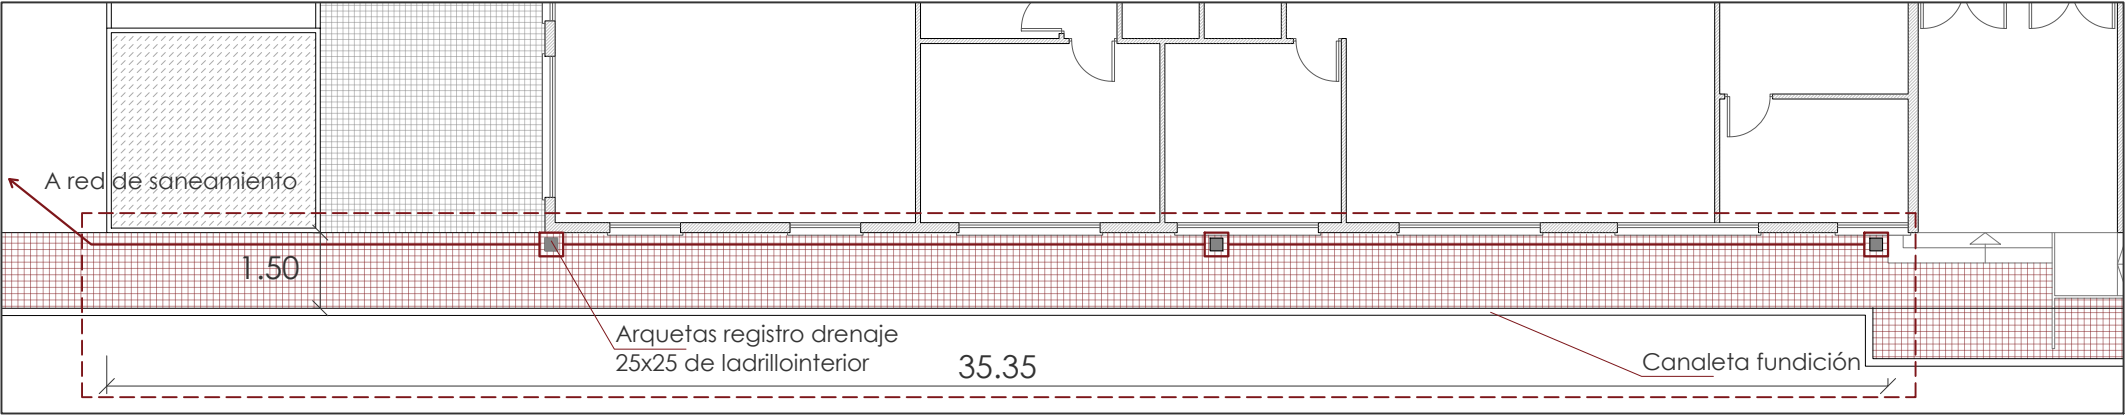 A red de saneamiento
1.50
Arquetas registro drenaje
25x25 de ladrillointerior
35.35
Canaleta fundición